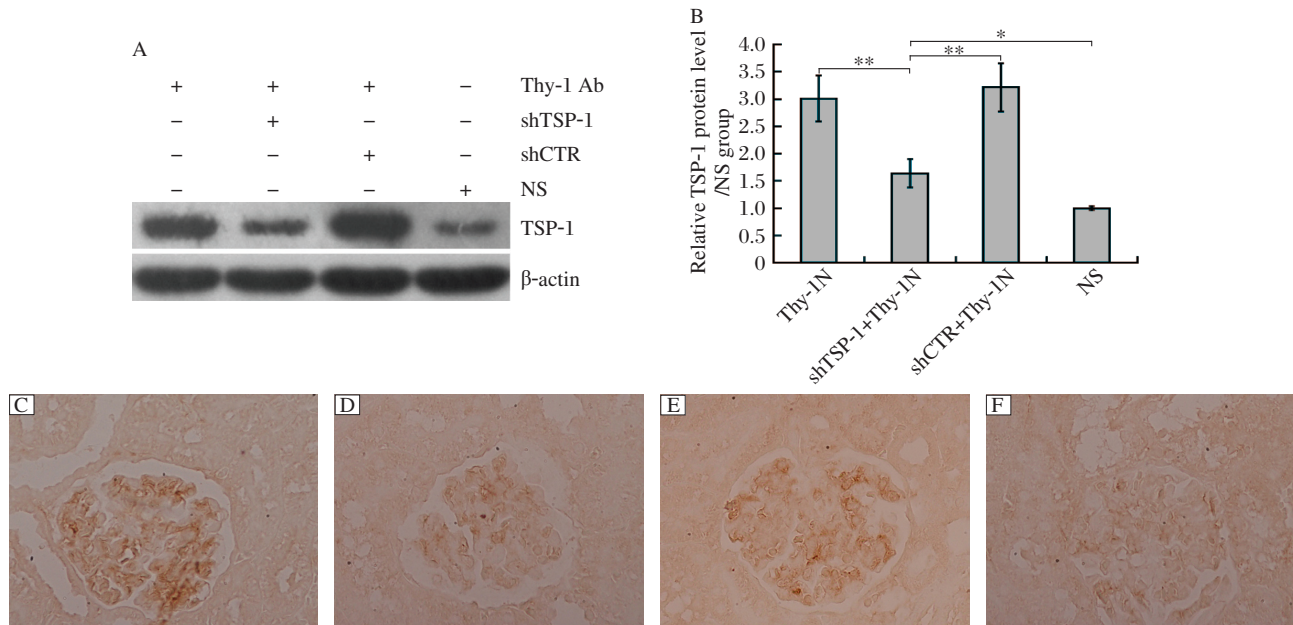 A
+ + + – Thy-1 Ab
– + – – shTSP-1
– – + – shCTR
– – – + NS
TSP-1
β-actin
B
Relative TSP-1 protein level
/NS group
4.0
3.5
3.0
2.5
2.0
1.5
1.0
0.5
0
**
**
*
Thy-1N
shTSP-1+Thy-1N
shCTR+Thy-1N
NS
C
D
E
F